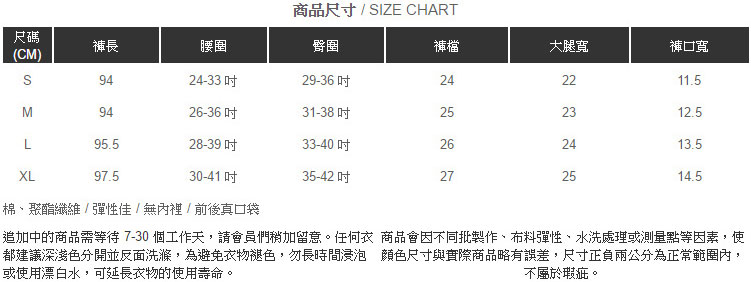 商品尺寸 / SIZE CHART
尺碼 (CM) 褲長 腰圍 臀圍 褲檔 大腿寬 褲口寬
S 94 24-33 吋 29-36 吋 24 22 11.5
M 94 26-36 吋 31-38 吋 25 23 12.5
L 95.5 28-39 吋 33-40 吋 26 24 13.5
XL 97.5 30-41 吋 35-42 吋 27 25 14.5
棉、聚酯纖維 / 彈性佳 / 無內裡 / 前後真口袋
追加中的商品需等待 7-30 個工作天，請會員們稍加留意。任何衣
都建議深淺色分開並反面洗滌，為避免衣物褪色，勿長時間浸泡
或使用漂白水，可延長衣物的使用壽命。
商品會因不同批製作、布料彈性、水洗處理或測量點等因素，使
顏色尺寸與實際商品略有誤差，尺寸正負兩公分為正常範圍內，
不屬於瑕疵。